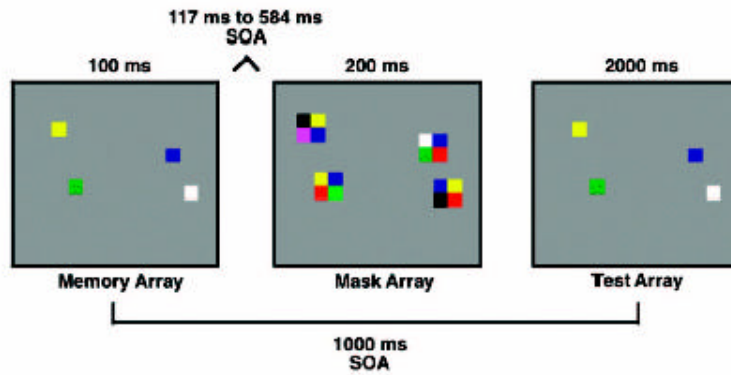 117 ms to 584 ms
SOA
100 ms
200 ms
2000 ms
Memory Array
Mask Array
Test Array
1000 ms
SOA